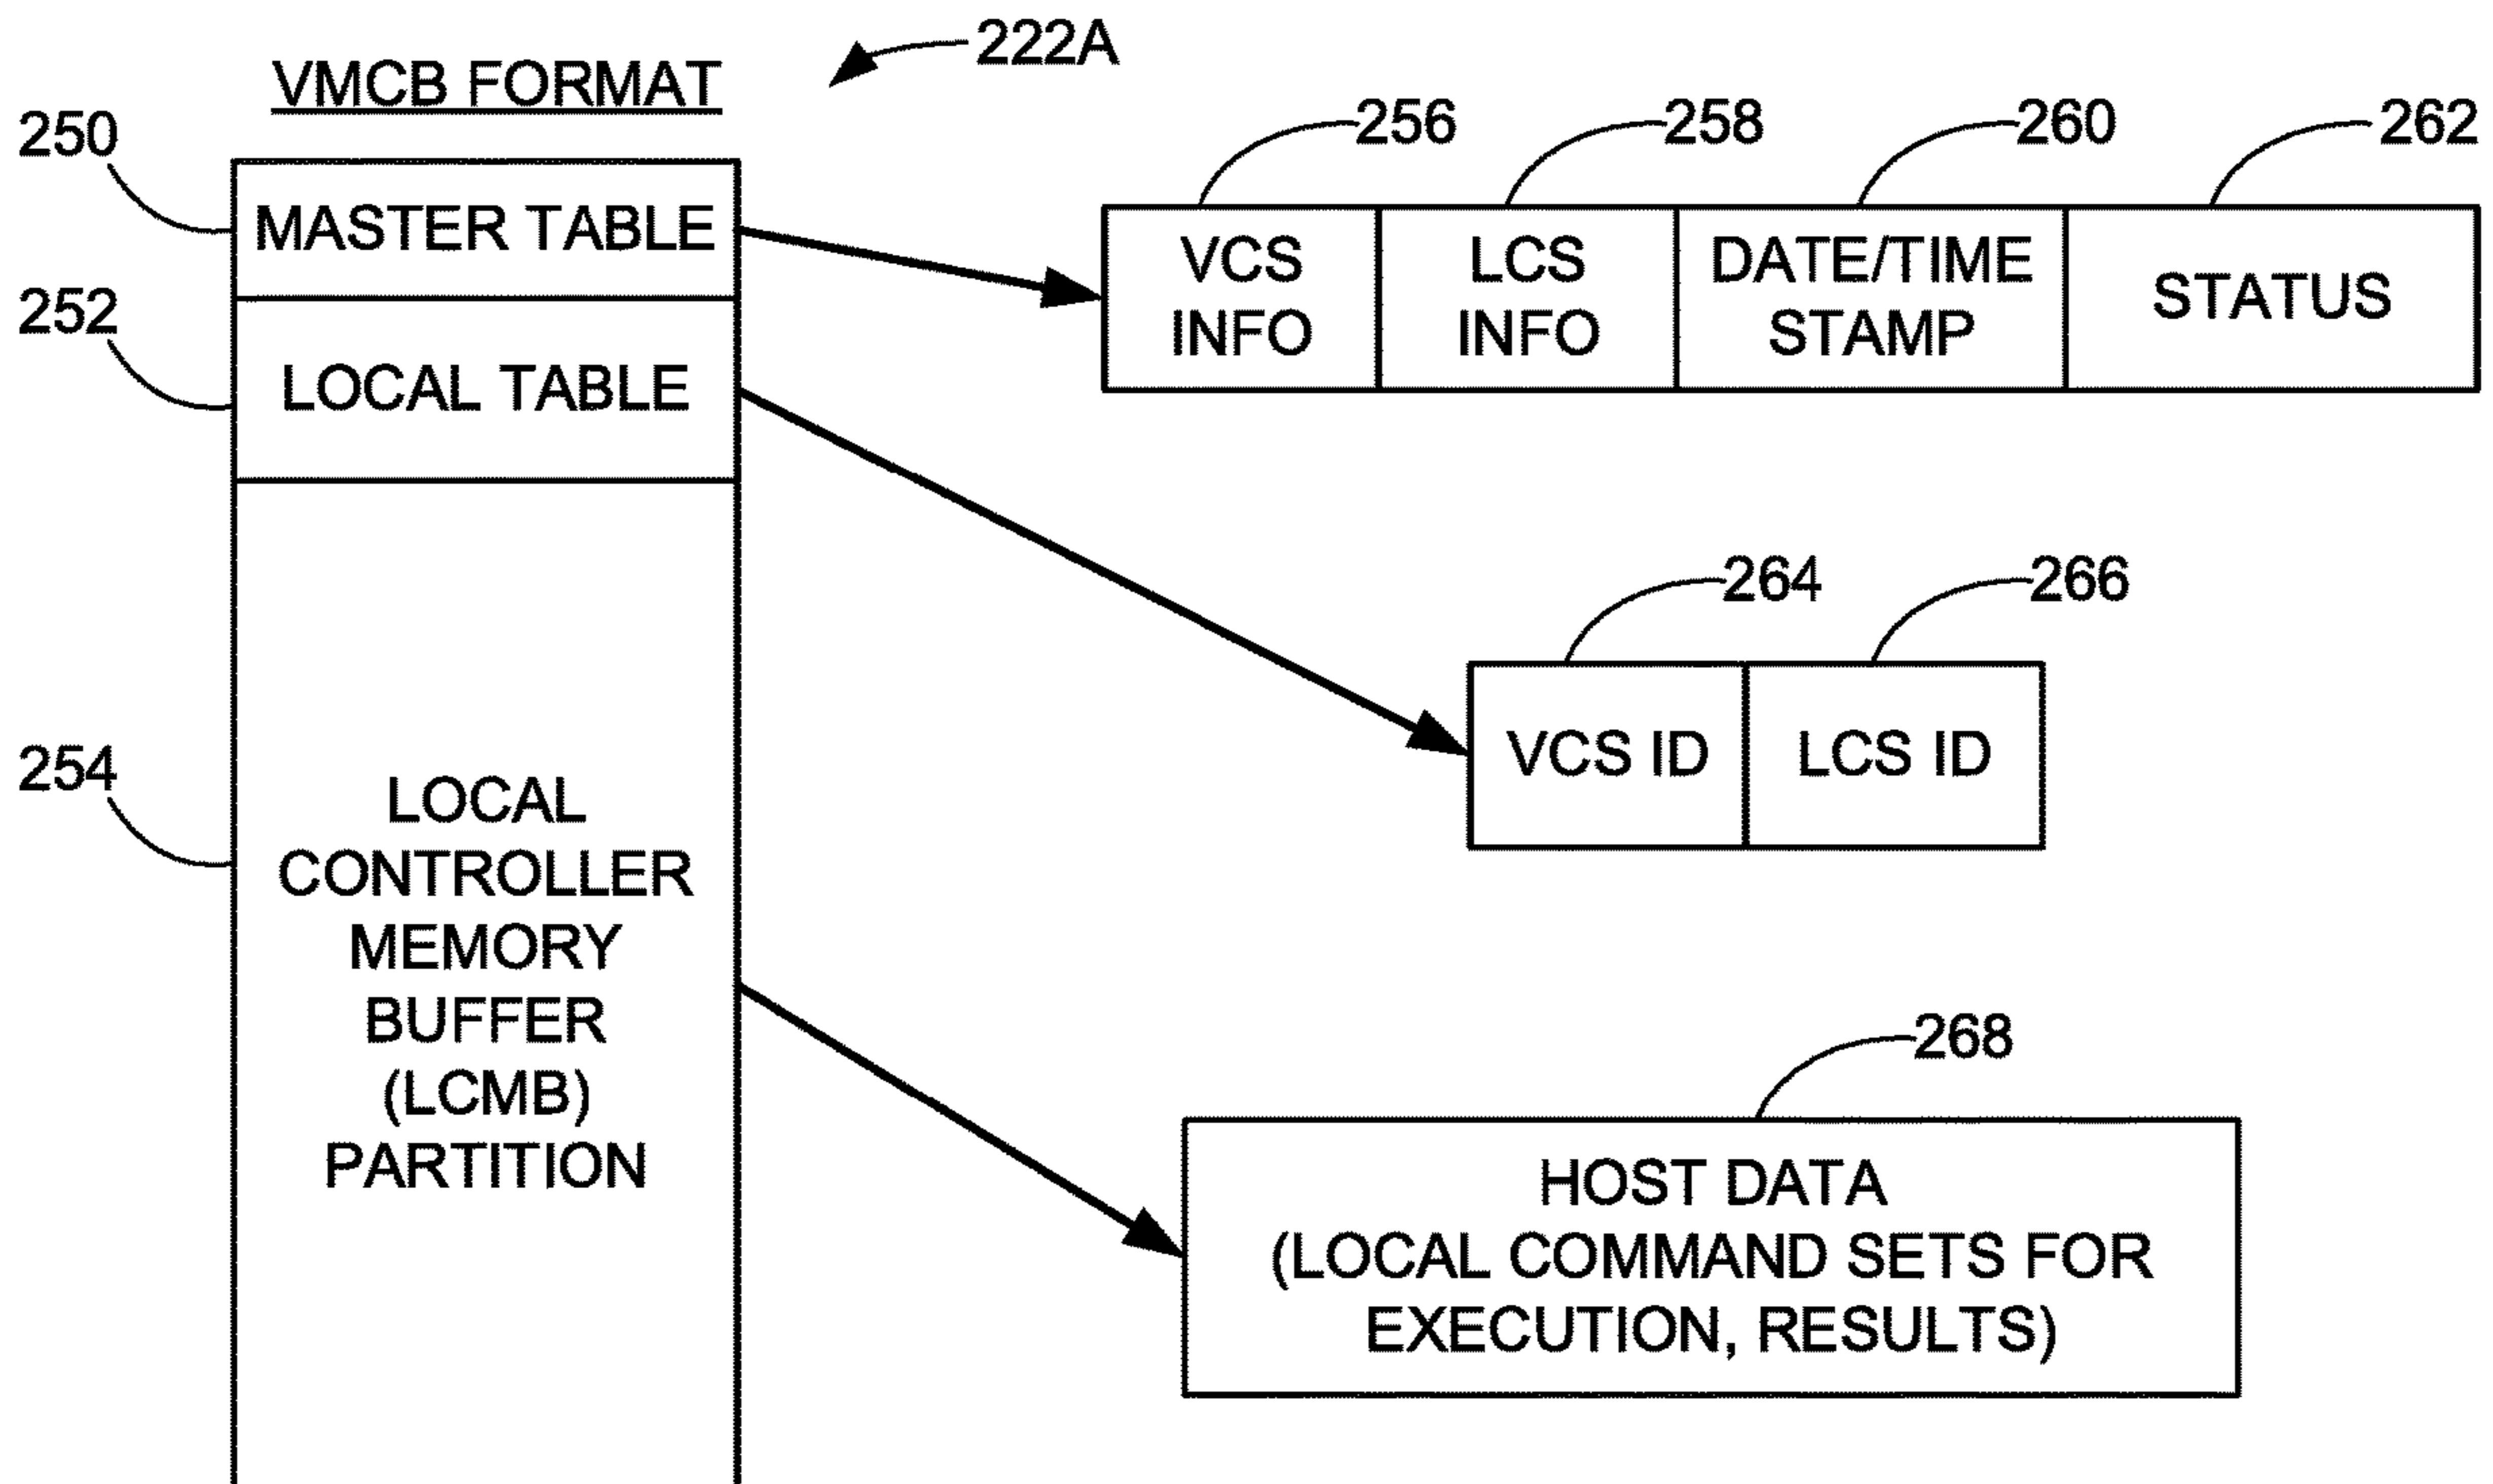 222A
VMCB FORMAT
250
256
258
260
262
MASTER TABLE
VCS
INFO
LCS
INFO
DATE/TIME
STAMP
STATUS
252
LOCAL TABLE
264
266
VCS ID
LCS ID
254
LOCAL
CONTROLLER
MEMORY
BUFFER
(LCMB)
PARTITION
268
HOST DATA
(LOCAL COMMAND SETS FOR
EXECUTION, RESULTS)